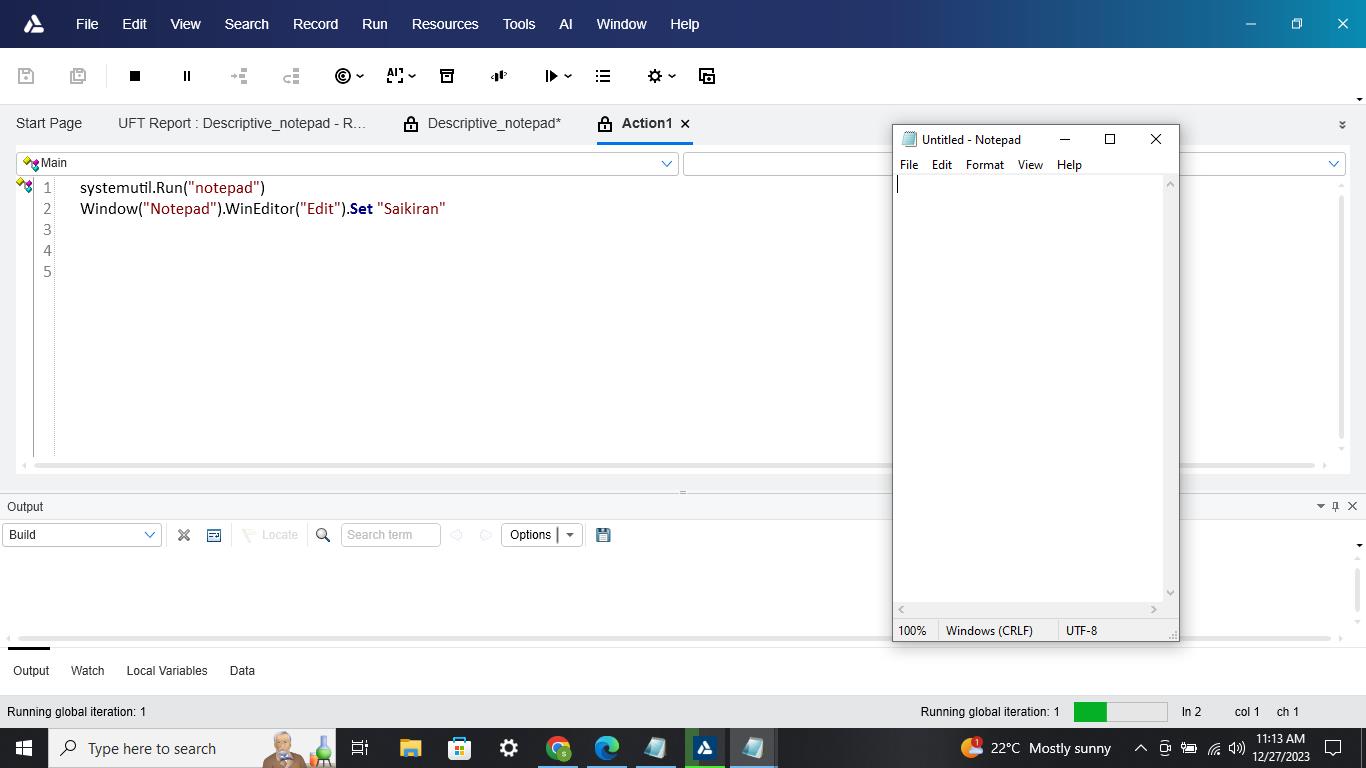 File Edit View Search Record Run Resources Tools AI Window Help
Start Page UFT Report : Descriptive_notepad - R... Descriptive_notepad* Action1
Main
1 systemutil.Run("notepad")
2 Window("Notepad").WinEditor("Edit").Set "Saikiran"
3
4
5
Untitled - Notepad
File Edit Format View Help
100% Windows (CRLF) UTF-8
Output
Build Locate Search term Options
Output Watch Local Variables Data
Running global iteration: 1 Running global iteration: 1 ln 2 col 1 ch 1
Type here to search 1 22°C Mostly sunny 11:13 AM
12/27/2023